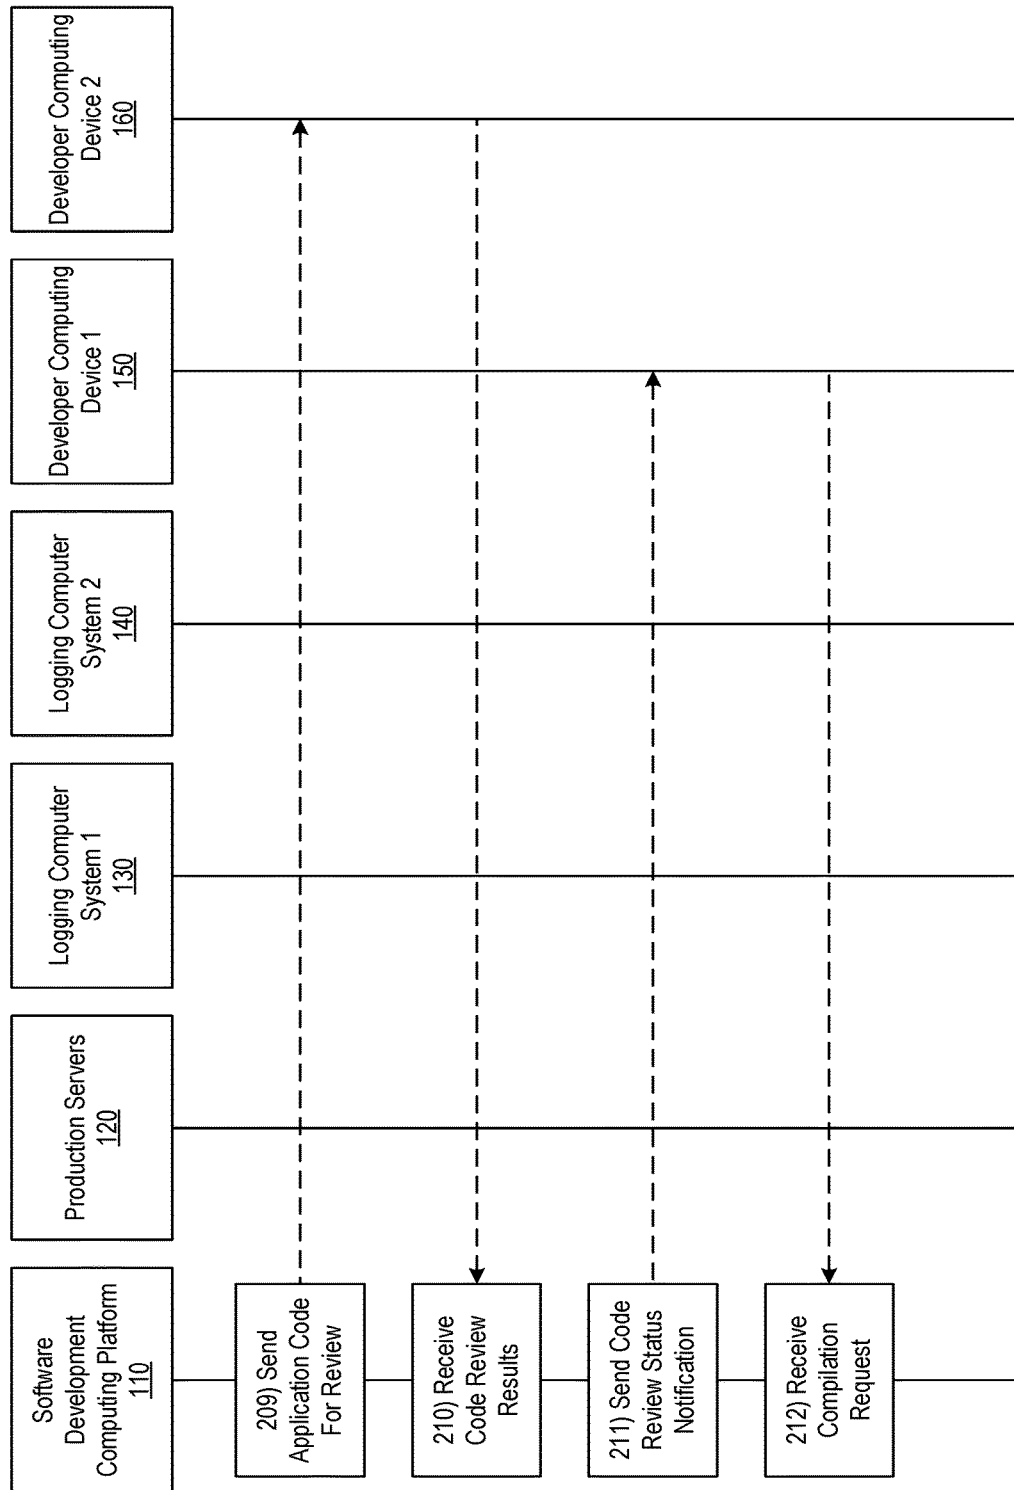 Software
Development
Computing Platform
110
Production Servers
120
Logging Computer
System 1
130
Logging Computer
System 2
140
Developer Computing
Device 1
150
Developer Computing
Device 2
160
209) Send
Application Code
For Review
210) Receive
Code Review
Results
211) Send Code
Review Status
Notification
212) Receive
Compilation
Request